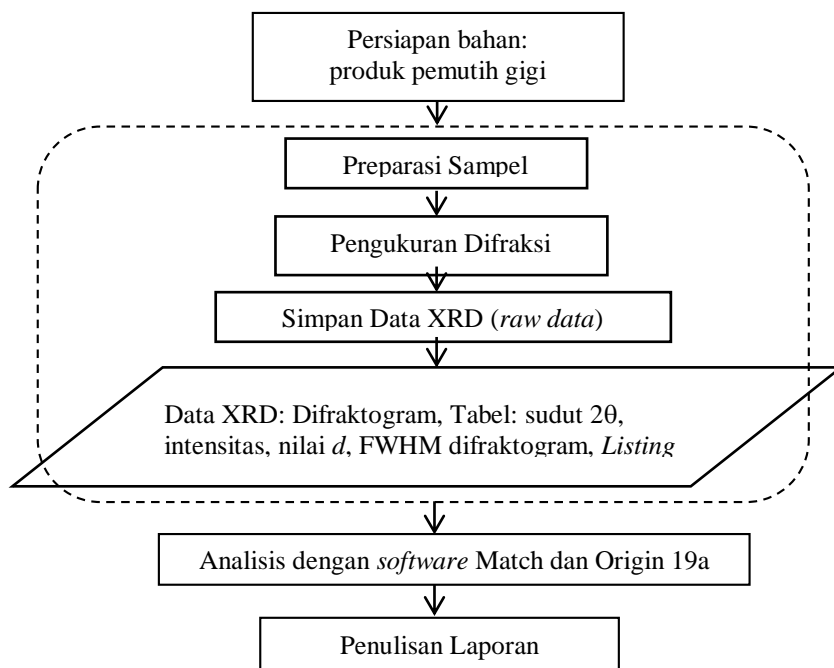 Persiapan bahan:
produk pemutih gigi
Preparasi Sampel
Pengukuran Difraksi
Simpan Data XRD (raw data)
Data XRD: Difraktogram, Tabel: sudut 2θ,
intensitas, nilai d, FWHM difraktogram, Listing
Analisis dengan software Match dan Origin 19a
Penulisan Laporan